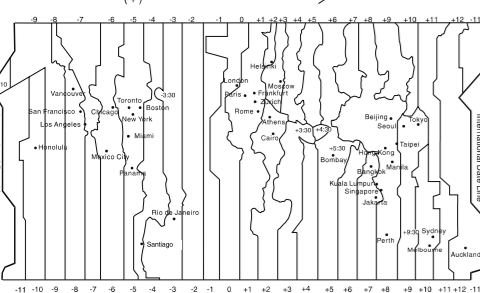 -9 -8 -7 -6 -5 -4 -3 -2 -1 0 +1 +2 +3 +4 +5 +6 +7 +8 +9 +10 +11 +12 -11
Helsinki
London
Moscow
10
Vancouver
Paris
Frankfurt
-3:30
Toronto
Zurich
San Francisco
Chicago
Boston
Rome
New York
Beijing
Tokyo
Los Angeles
Athens
Seoul
+3:30
+4:30
Miami
Cairo
Honolulu
+5:30
Taipei
Mexico City
Bombay
Hong Kong
Manila
Panama
Bangkok
Kuala Lumpur
Singapore
Jakarta
International Date Line
Rio de Janeiro
+9:30
Sydney
Perth
Santiago
Melbourne
Auckland
-11 -10 -9 -8 -7 -6 -5 -4 -3 -2 -1 0 +1 +2 +3 +4 +5 +6 +7 +8 +9 +10 +11 +12